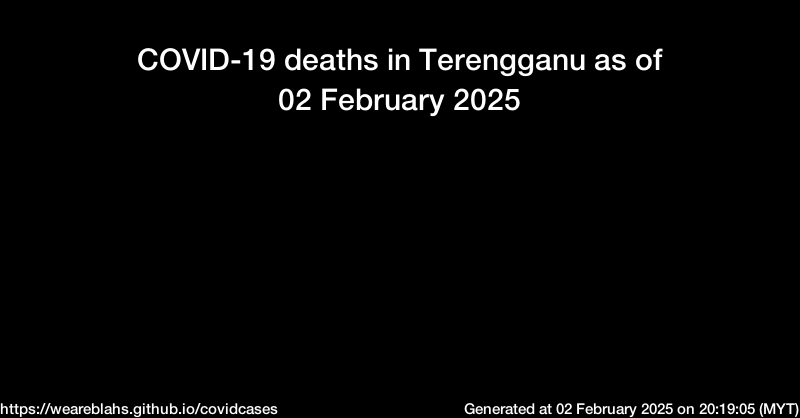 COVID-19 deaths in Terengganu as of
02 February 2025
https://weareblahs.github.io/covidcases
Generated at 02 February 2025 on 20:19:05 (MYT)